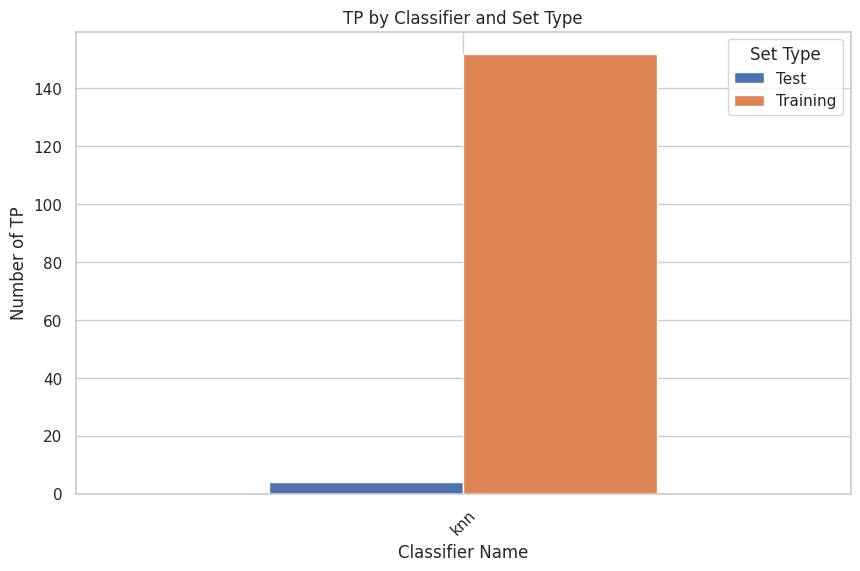 TP by Classifier and Set Type
Set Type
Test
Training
Number of TP
140
120
100
80
60
40
20
0
knn
Classifier Name